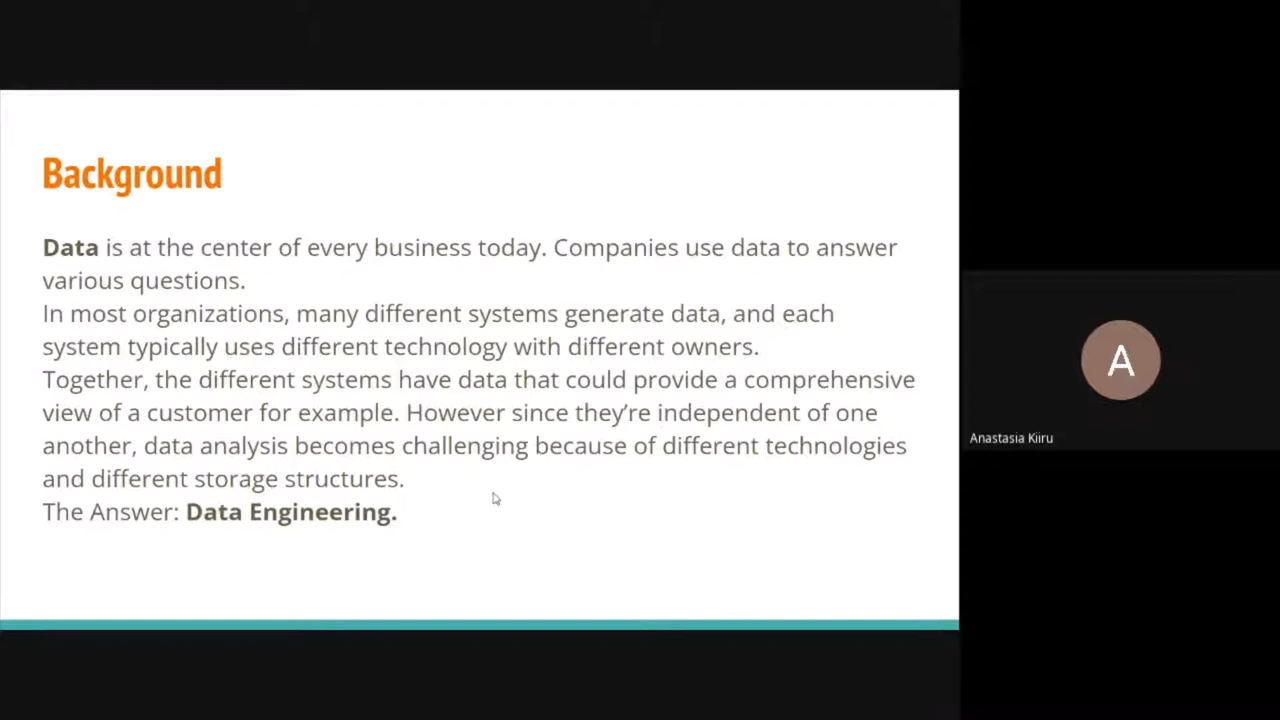 Background
Data is at the center of every business today. Companies use data to answer
various questions.
In most organizations, many different systems generate data, and each
system typically uses different technology with different owners.
Together, the different systems have data that could provide a comprehensive
view of a customer for example. However since they’re independent of one
another, data analysis becomes challenging because of different technologies
and different storage structures.
The Answer: Data Engineering.
A
Anastasia Kiiru